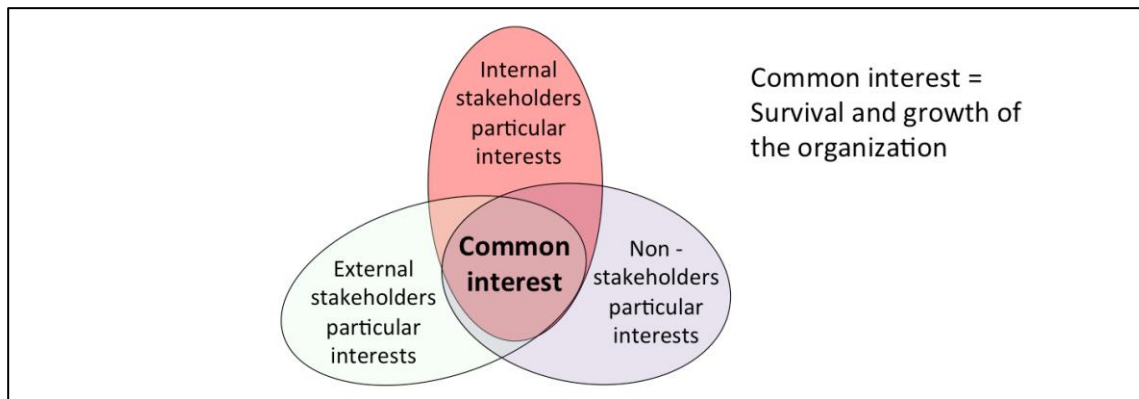 Internal
stakeholders
particular
interests
Common interest =
Survival and growth of
the organization
Common
interest
External
stakeholders
particular
interests
Non -
stakeholders
particular
interests